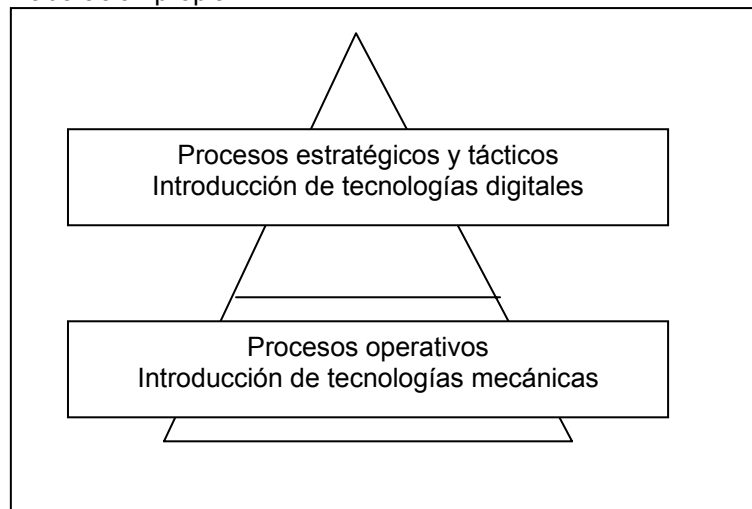 Procesos estratégicos y tácticos
Introducción de tecnologías digitales
Procesos operativos
Introducción de tecnologías mecánicas